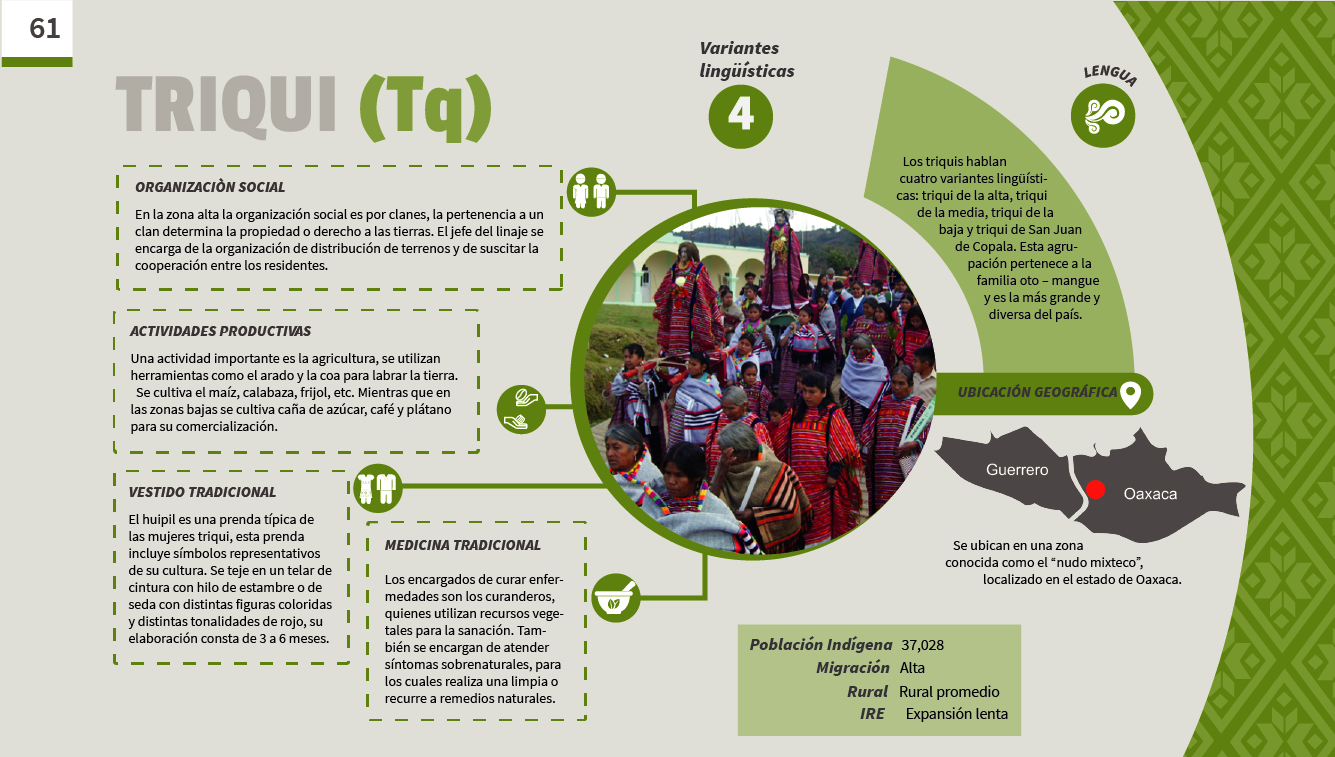 61
TRIQUI (Tq)
Variantes
lingüísticas
4
LENGUA
ORGANIZACIÒN SOCIAL
En la zona alta la organización social es por clanes, la pertenencia a un
clan determina la propiedad o derecho a las tierras. El jefe del linaje se
encarga de la organización de distribución de terrenos y de suscitar la
cooperación entre los residentes.
ACTIVIDADES PRODUCTIVAS
Una actividad importante es la agricultura, se utilizan
herramientas como el arado y la coa para labrar la tierra.
Se cultiva el maíz, calabaza, frijol, etc. Mientras que en
las zonas bajas se cultiva caña de azúcar, café y plátano
para su comercialización.
VESTIDO TRADICIONAL
El huipil es una prenda típica de
las mujeres triqui, esta prenda
incluye símbolos representativos
de su cultura. Se teje en un telar de
cintura con hilo de estambre o de
seda con distintas figuras coloridas
y distintas tonalidades de rojo, su
elaboración consta de 3 a 6 meses.
MEDICINA TRADICIONAL
Los encargados de curar enfer-
medades son los curanderos,
quienes utilizan recursos vege-
tales para la sanación. Tam-
bién se encargan de atender
síntomas sobrenaturales, para
los cuales realiza una limpia o
recurre a remedios naturales.
Los triquis hablan
cuatro variantes lingüísti-
cas: triqui de la alta, triqui
de la media, triqui de la
baja y triqui de San Juan
de Copala. Esta agru-
pación pertenece a la
familia oto – mangue
y es la más grande y
diversa del país.
UBICACIÓN GEOGRÁFICA
Guerrero
Oaxaca
Se ubican en una zona
conocida como el “nudo mixteco”,
localizado en el estado de Oaxaca.
Población Indígena 37,028
Migración Alta
Rural Rural promedio
IRE Expansión lenta